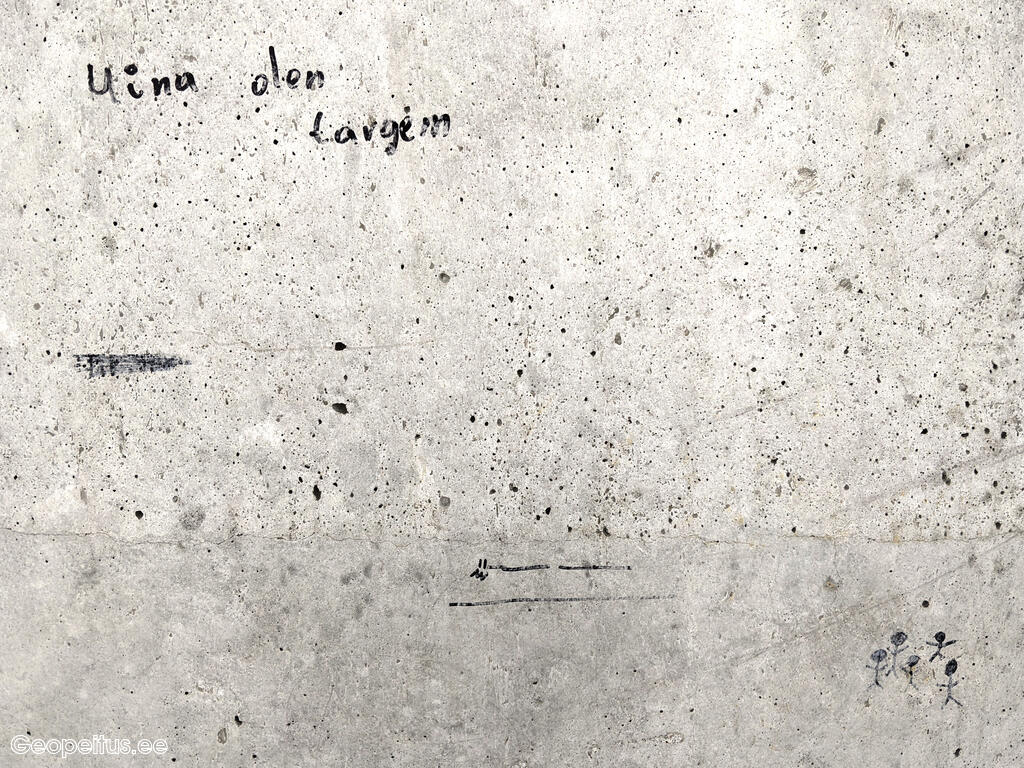 Uina olen
targem
Geopeitus.ee